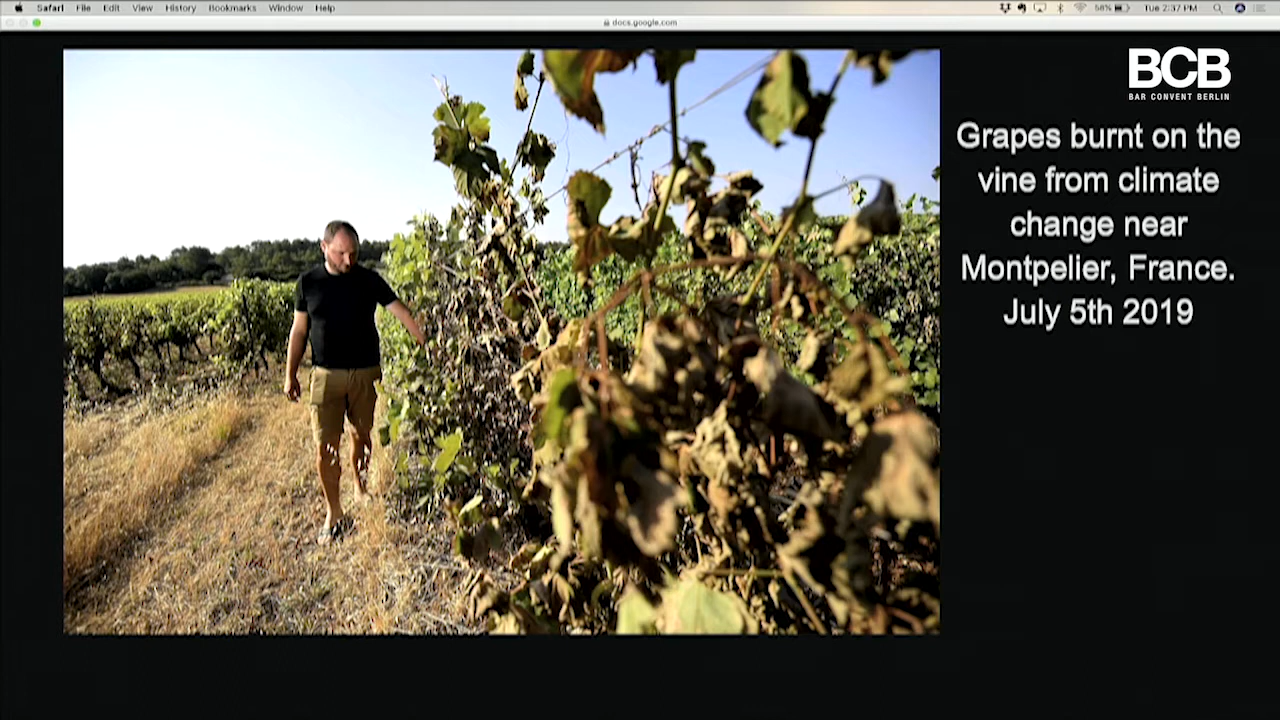 Safari File Edit View History Bookmarks Window Help 58% Tue 2:37 PM
docs.google.com
BCB
BAR CONVENT BERLIN
Grapes burnt on the
vine from climate
change near
Montpelier, France.
July 5th 2019